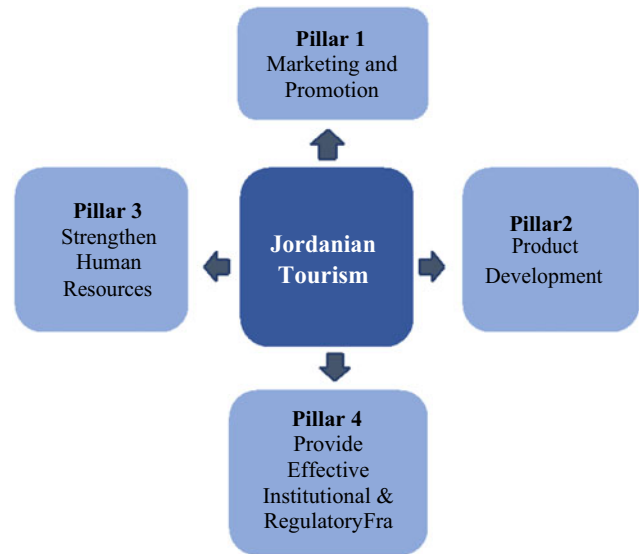 Pillar 1
Marketing and
Promotion
Pillar 3
Strengthen
Human
Resources
Jordanian
Tourism
Pillar2
Product
Development
Pillar 4
Provide
Effective
Institutional &
RegulatoryFra